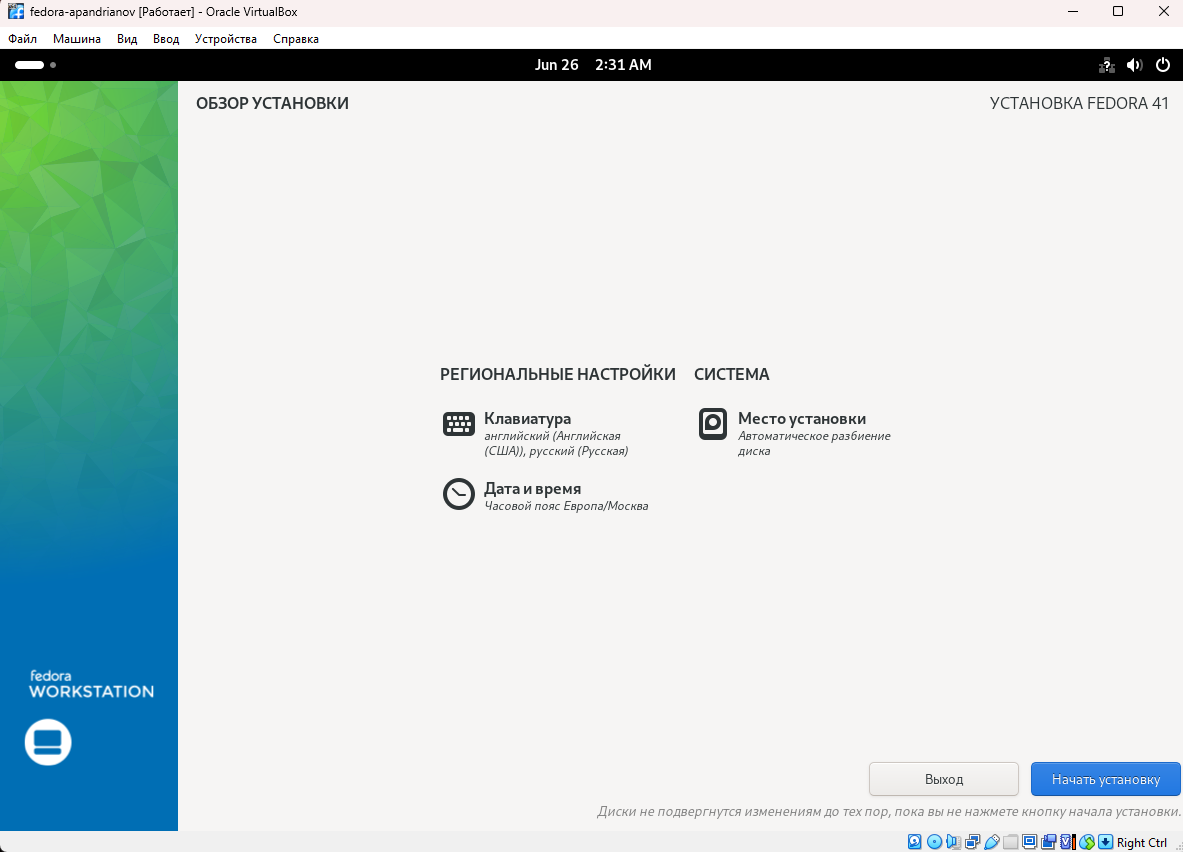 fedora-apandrianov [Работает] - Oracle VirtualBox
Файл Машина Вид Ввод Устройства Справка
Jun 26 2:31 AM
ОБЗОР УСТАНОВКИ
УСТАНОВКА FEDORA 41
РЕГИОНАЛЬНЫЕ НАСТРОЙКИ
Клавиатура
английский (Английская
(США)), русский (Русская)
Дата и время
Часовой пояс Европа/Москва
СИСТЕМА
Место установки
Автоматическое разбиение
диска
fedora
WORKSTATION
Выход
Начать установку
Диски не подвергнутся изменениям до тех пор, пока вы не нажмете кнопку начала установки.
Right Ctrl